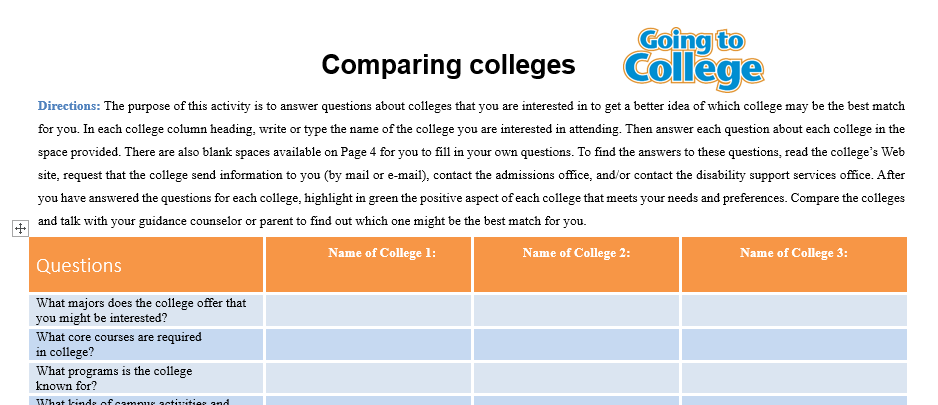 Going to
College
Comparing colleges
Directions: The purpose of this activity is to answer questions about colleges that you are interested in to get a better idea of which college may be the best match
for you. In each college column heading, write or type the name of the college you are interested in attending. Then answer each question about each college in the
space provided. There are also blank spaces available on Page 4 for you to fill in your own questions. To find the answers to these questions, read the college’s Web
site, request that the college send information to you (by mail or e-mail), contact the admissions office, and/or contact the disability support services office. After
you have answered the questions for each college, highlight in green the positive aspect of each college that meets your needs and preferences. Compare the colleges
and talk with your guidance counselor or parent to find out which one might be the best match for you.
Questions
Name of College 1:
Name of College 2:
Name of College 3:
What majors does the college offer that
you might be interested?
What core courses are required
in college?
What programs is the college
known for?
What kinds of campus activities and